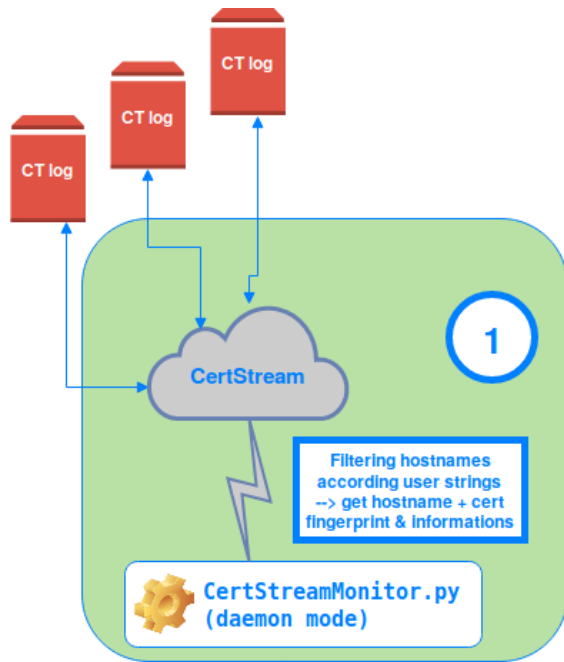 CT log
CT log
CT log
1
CertStream
Filtering hostnames
according user strings
--> get hostname + cert
fingerprint & informations
CertStreamMonitor.py
(daemon mode)